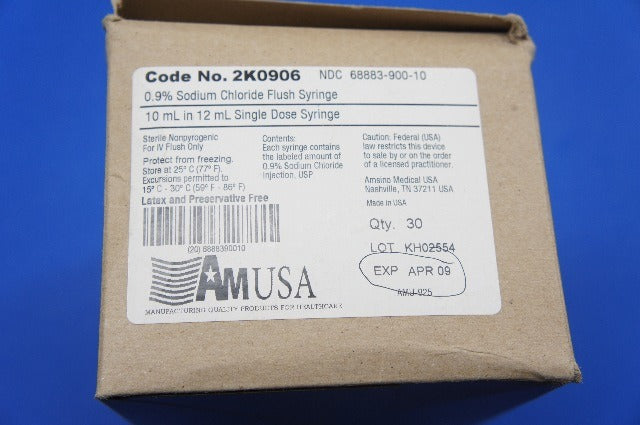 Code No. 2K0906 NDC 68883-900-10
0.9% Sodium Chloride Flush Syringe
10 mL in 12 mL Single Dose Syringe
Sterile Nonpyrogenic
For IV Flush Only
Protect from freezing.
Store at 25° C (77° F).
Excursions permitted to
15° C - 30° C (59° F - 86° F)
Latex and Preservative Free
Contents:
Each syringe contains
the labeled amount of
0.9% Sodium Chloride
Injection, USP
Caution: Federal (USA)
law restricts this device
to sale by or on the order
of a licensed practitioner.
Amsino Medical USA
Nashville, TN 37211 USA
Made in USA
Qty. 30
LOT KH02554
EXP APR 09
AMJ-925
(20) 6888390010
AMUSA
MANUFACTURING QUALITY PRODUCTS FOR HEALTHCARE